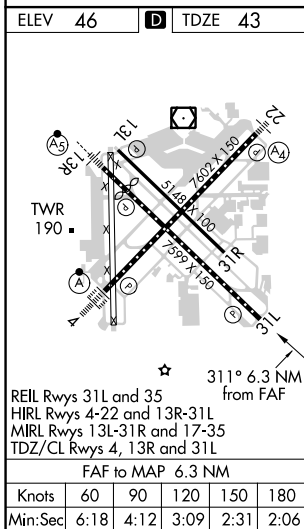 ELEV 46 D TDZE 43
A5
13L
22
13R
P
P
A4
7602 X 150
P
5148 X 100
TWR
190
A
7599 X 150
31R
P
4
P
31L
X
X
X
X
311° 6.3 NM
from FAF
REIL Rwys 31L and 35
HIRL Rwys 4-22 and 13R-31L
MIRL Rwys 13L-31R and 17-35
TDZ/CL Rwys 4, 13R and 31L
FAF to MAP 6.3 NM
Knots 60 90 120 150 180
Min:Sec 6:18 4:12 3:09 2:31 2:06